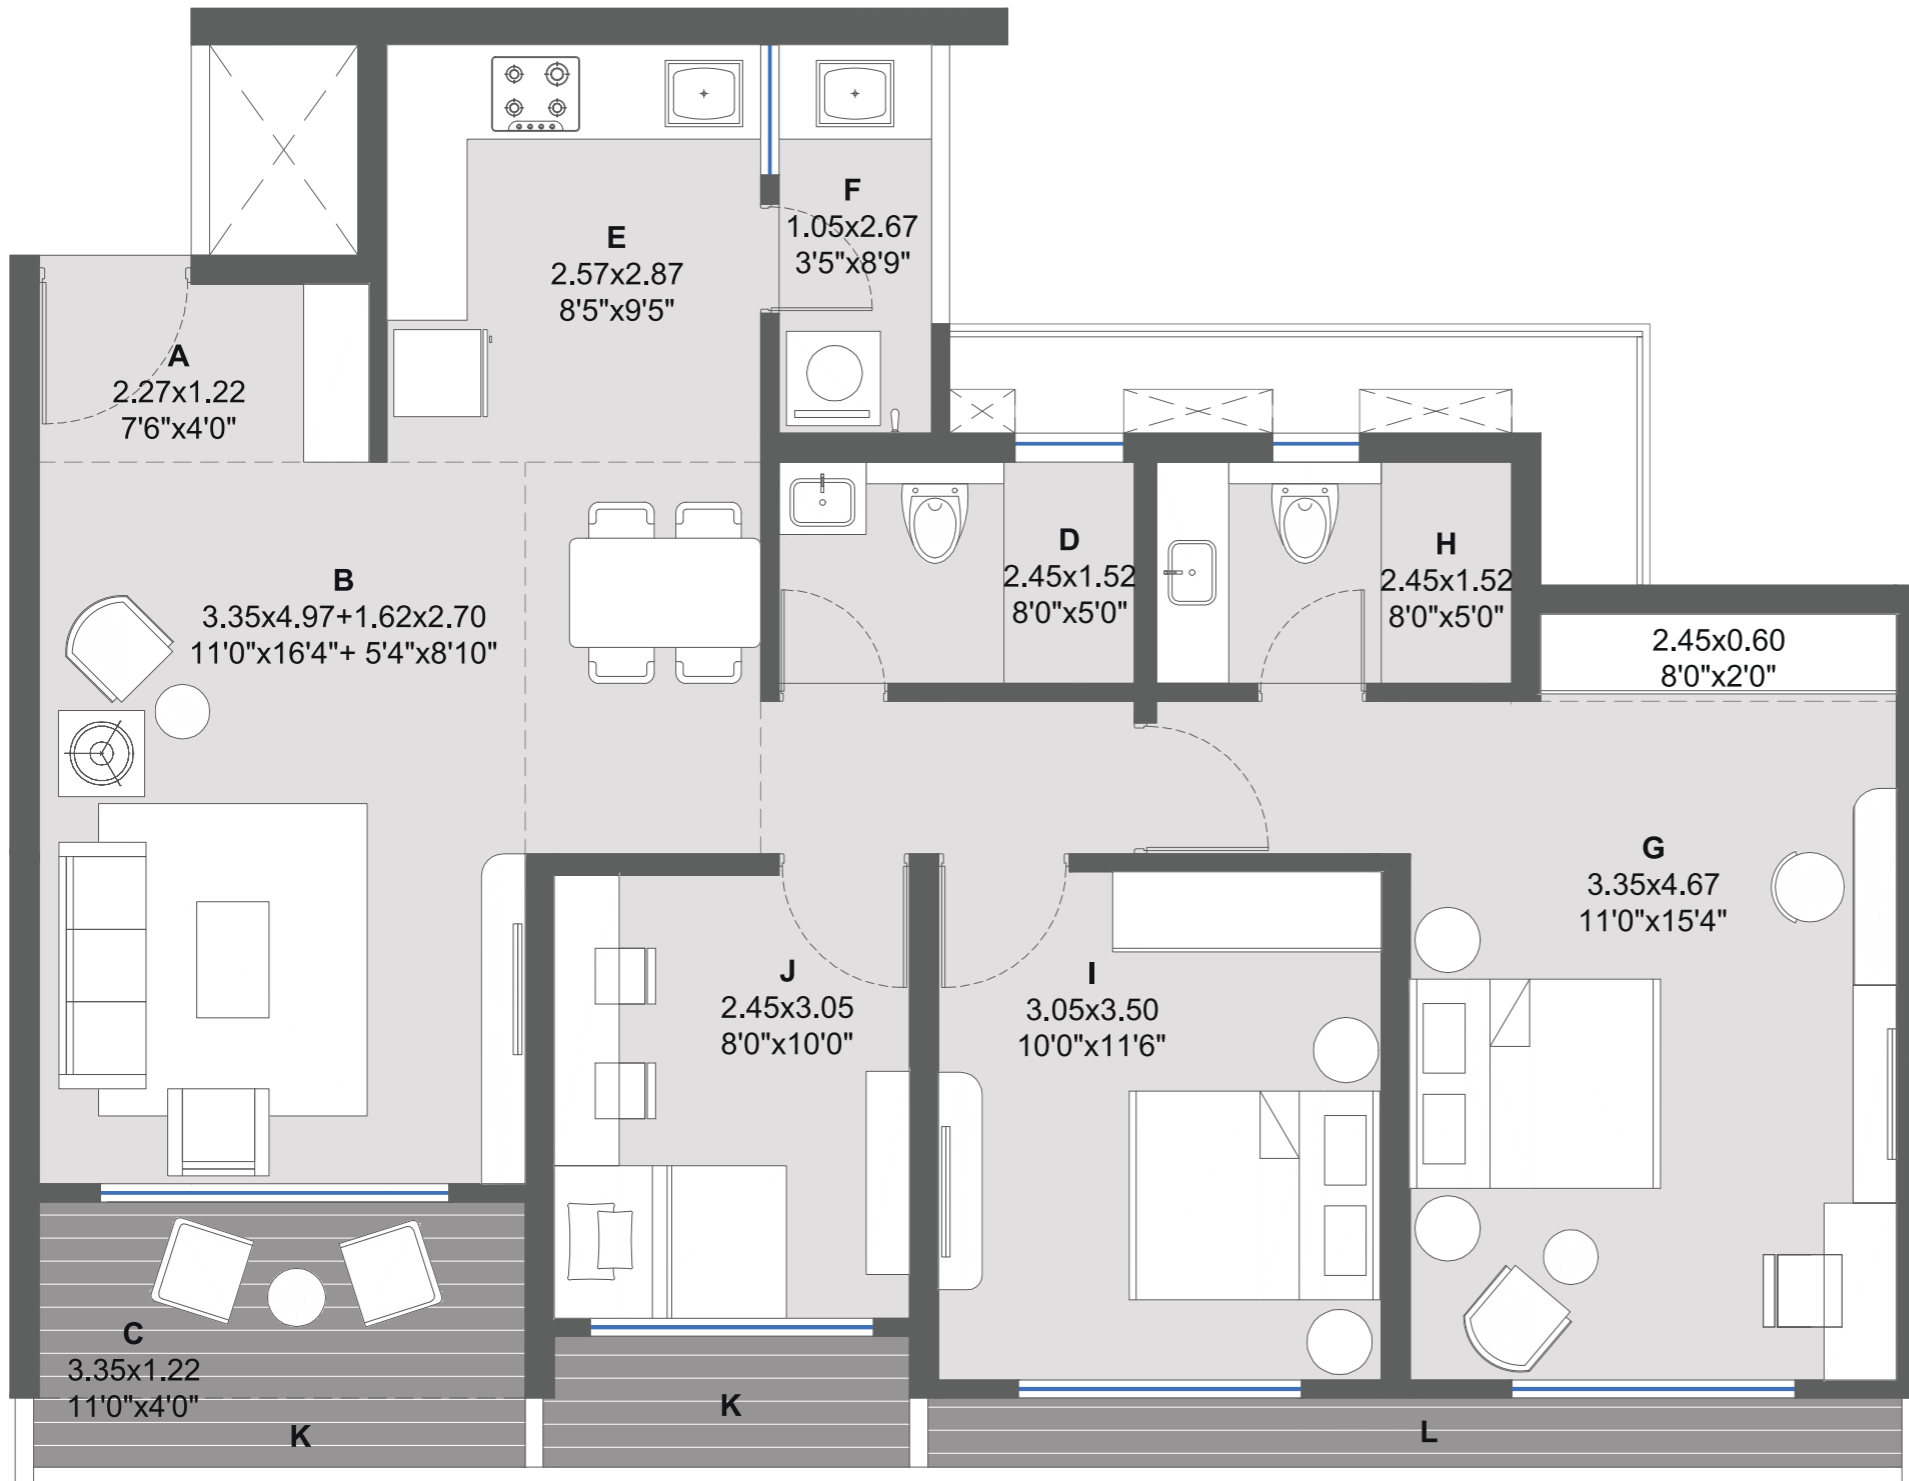 E
2.57x2.87
8'5"x9'5"
F
1.05x2.67
3'5"x8'9"
A
2.27x1.22
7'6"x4'0"
B
3.35x4.97+1.62x2.70
11'0"x16'4"+ 5'4"x8'10"
D
2.45x1.52
8'0"x5'0"
H
2.45x1.52
8'0"x5'0"
2.45x0.60
8'0"x2'0"
G
3.35x4.67
11'0"x15'4"
J
2.45x3.05
8'0"x10'0"
I
3.05x3.50
10'0"x11'6"
C
3.35x1.22
11'0"x4'0"
K
K
L